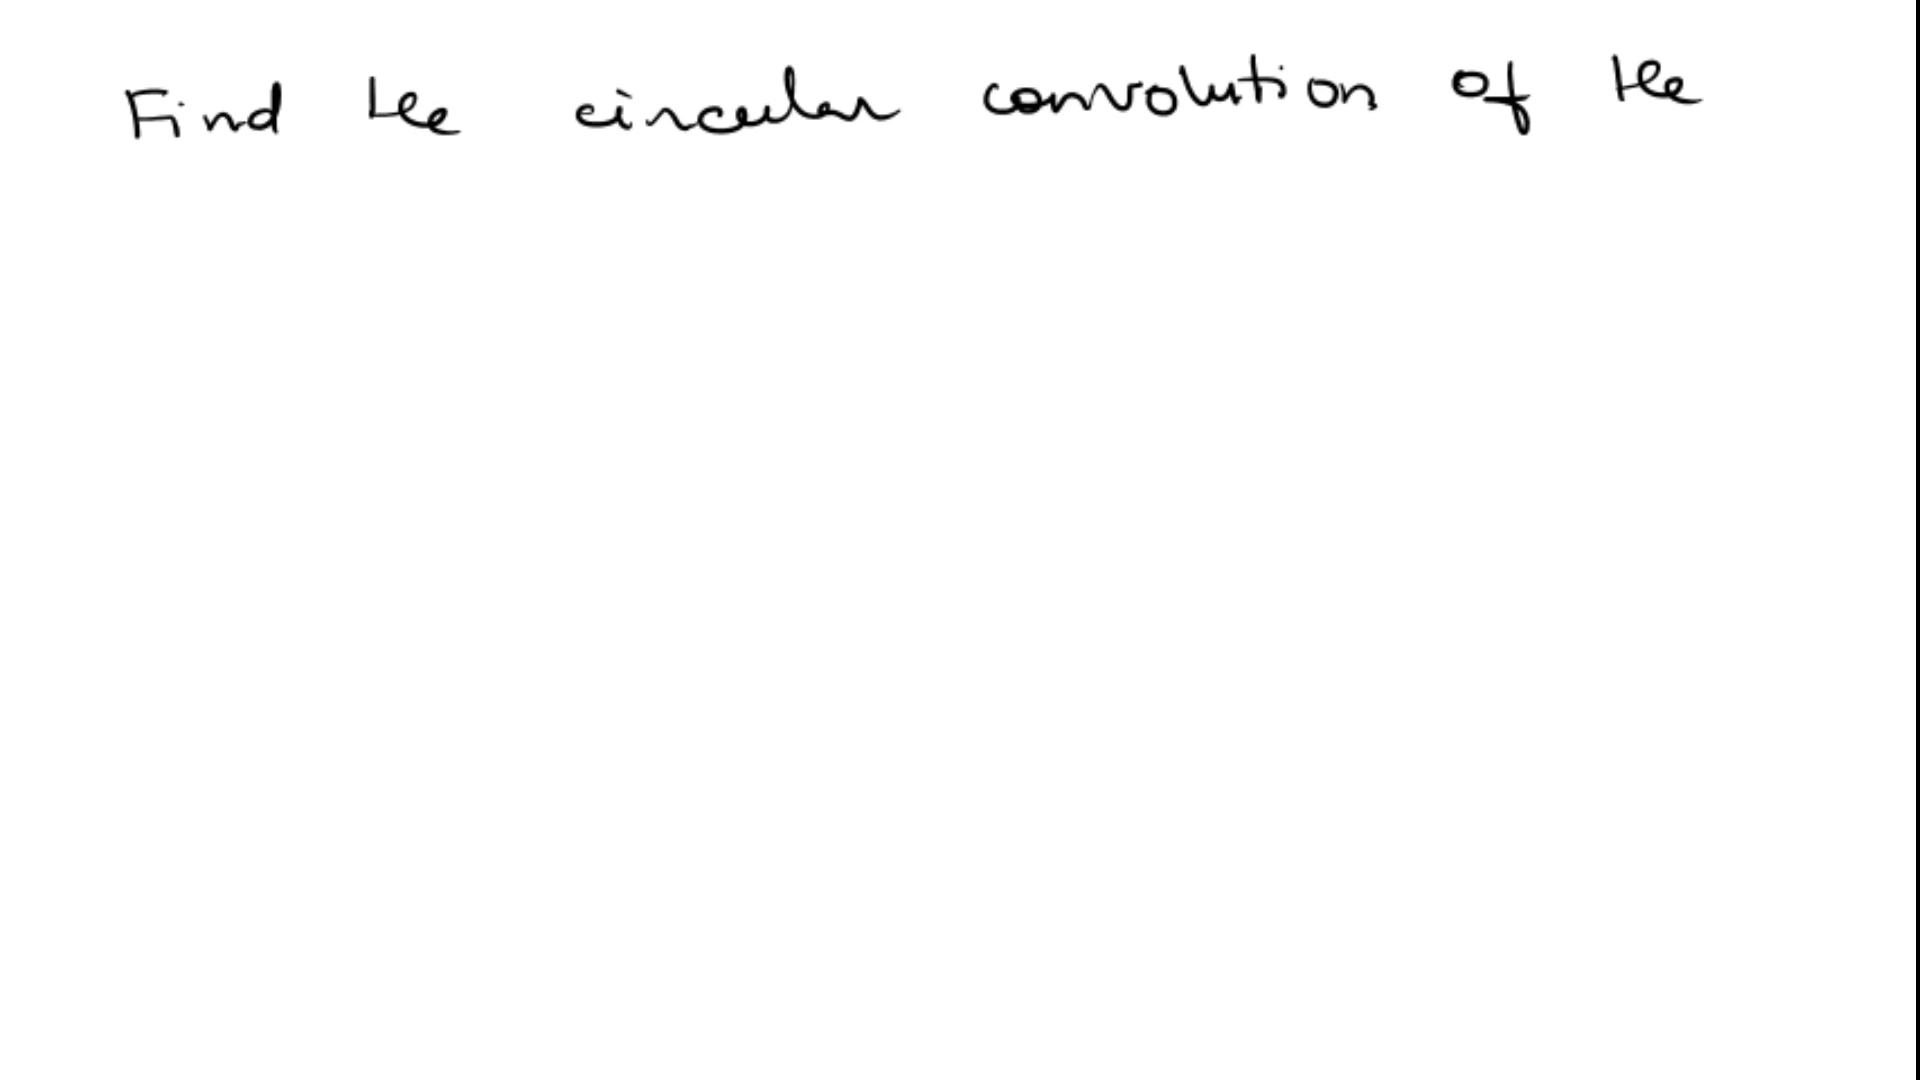 Find the circular convolution of the